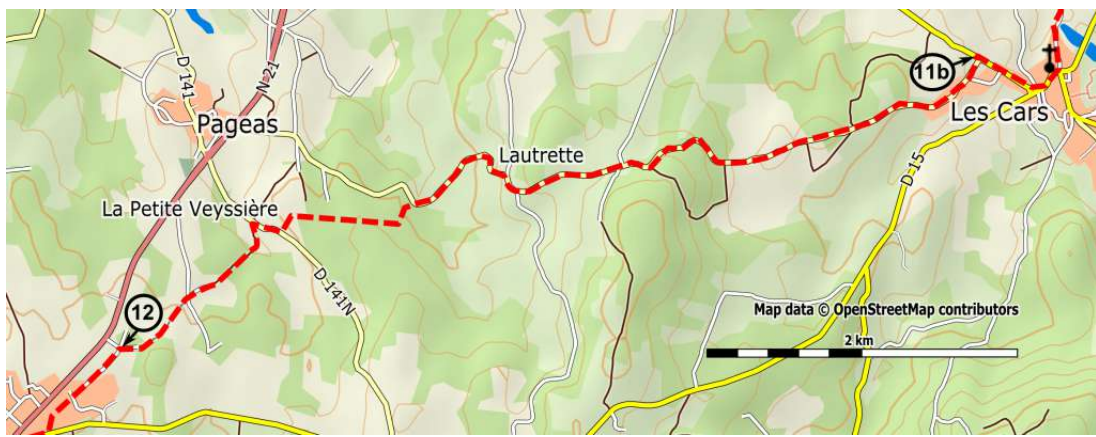 D 141
N 21
11b
Les Cars
Pageas
Lautrette
D 15
La Petite Veyssière
D 141N
12
Map data © OpenStreetMap contributors
2 km